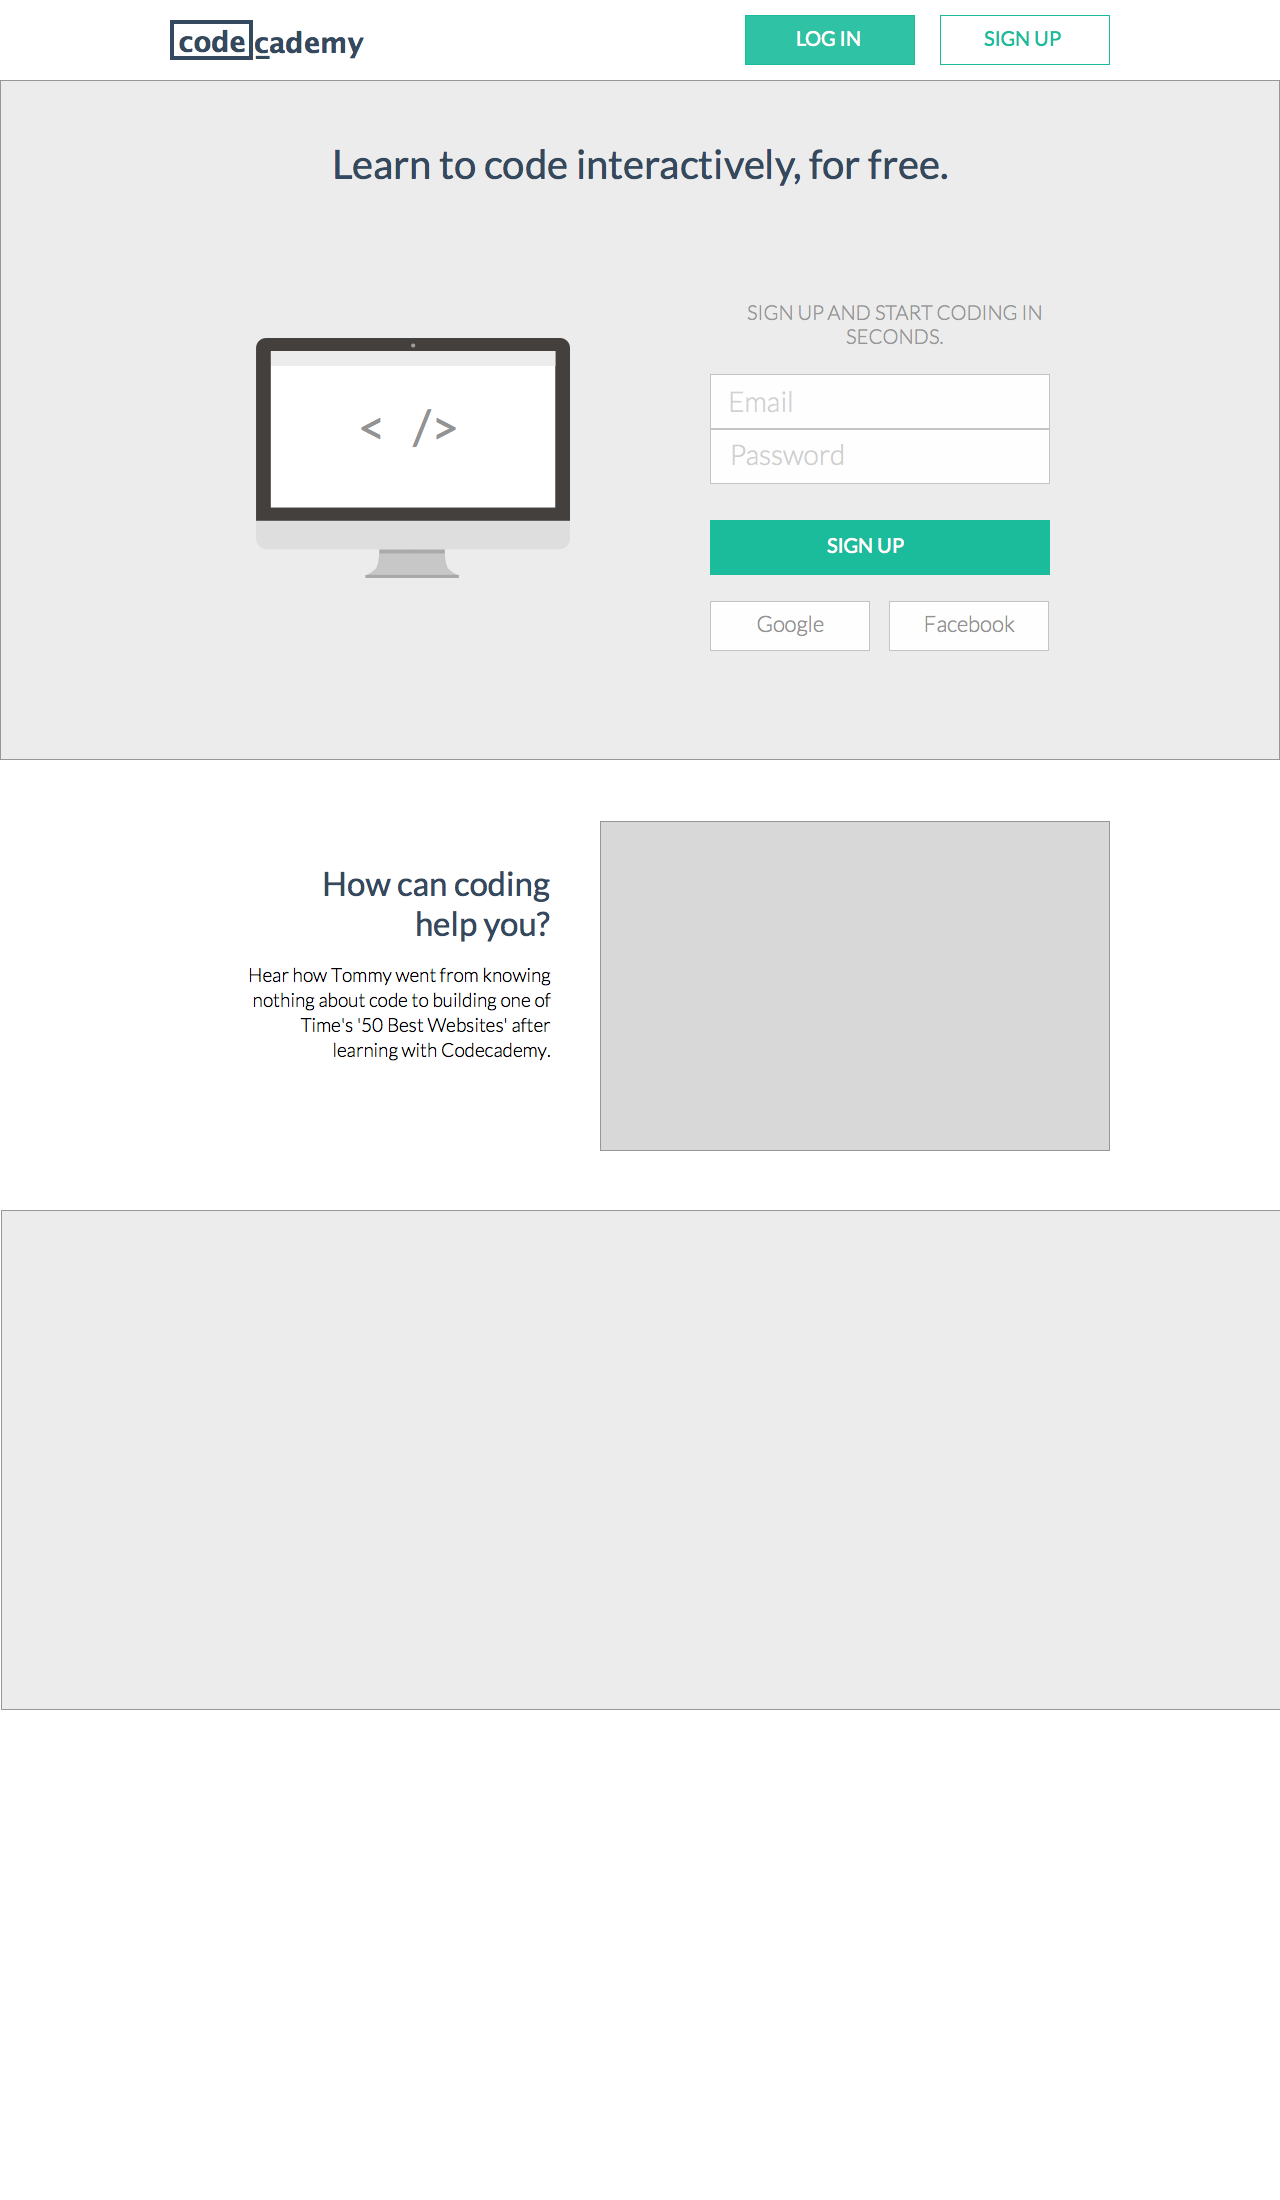 codecademy
LOG IN
SIGN UP
Learn to code interactively, for free.
SIGN UP AND START CODING IN
SECONDS.
< />
Email
Password
SIGN UP
Google
Facebook
How can coding
help you?
Hear how Tommy went from knowing
nothing about code to building one of
Time's '50 Best Websites' after
learning with Codecademy.